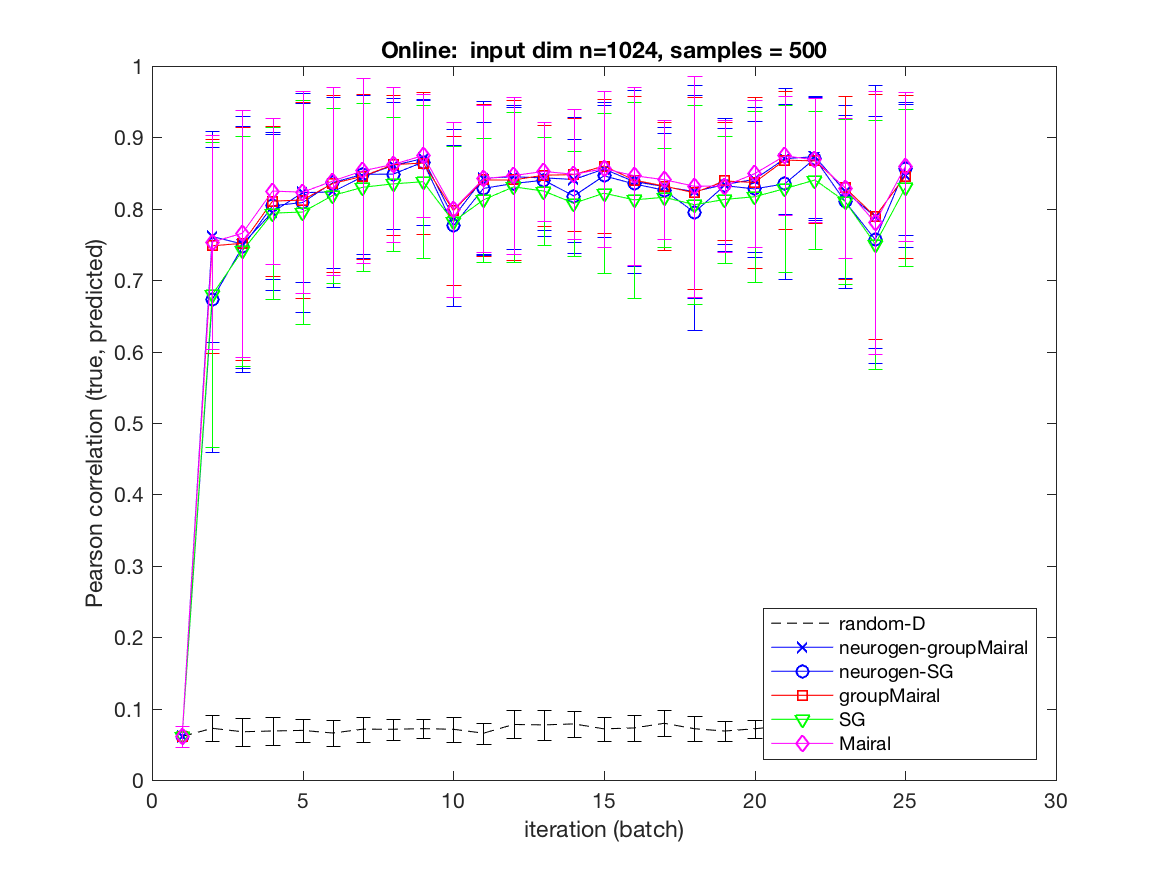 Online:  input dim n=1024, samples = 500
Pearson correlation (true, predicted)
1
0.9
0.8
0.7
0.6
0.5
0.4
0.3
0.2
0.1
0
0 5 10 15 20 25 30
iteration (batch)
random-D
neurogen-groupMairal
neurogen-SG
groupMairal
SG
Mairal